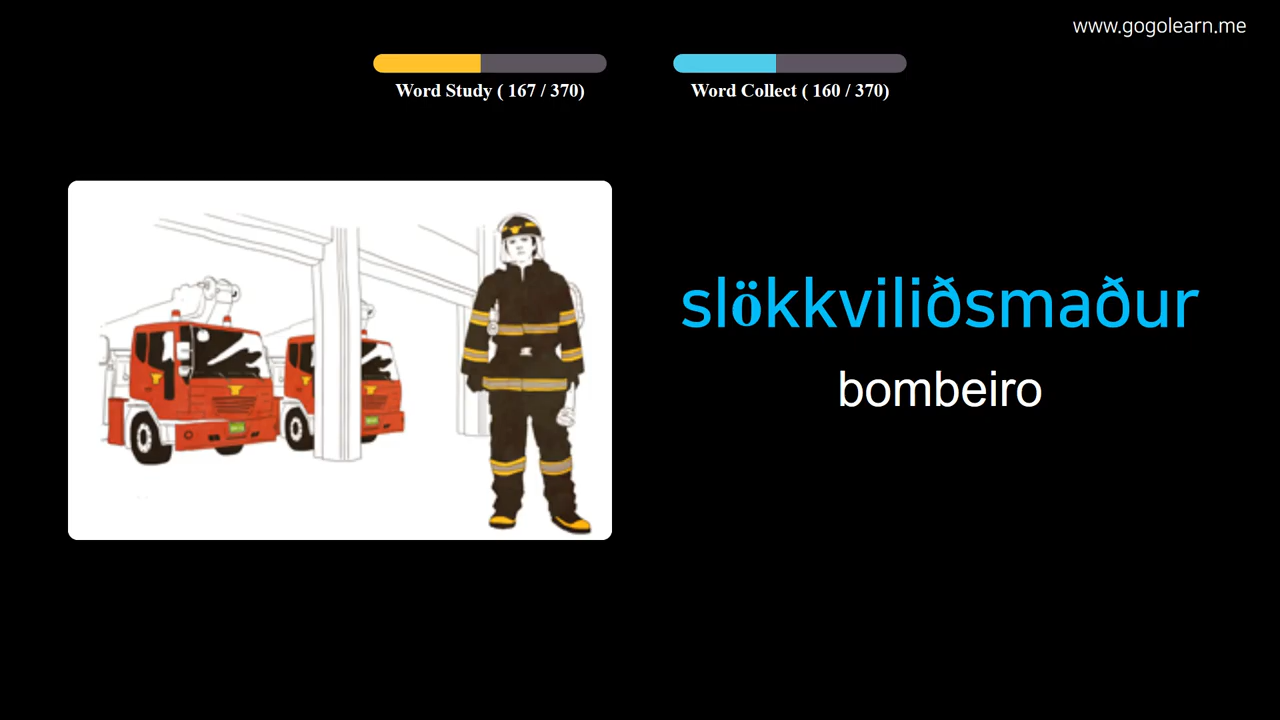 www.gogolearn.me
Word Study ( 167 / 370)
Word Collect ( 160 / 370)
slökkviliðsmaður
bombeiro